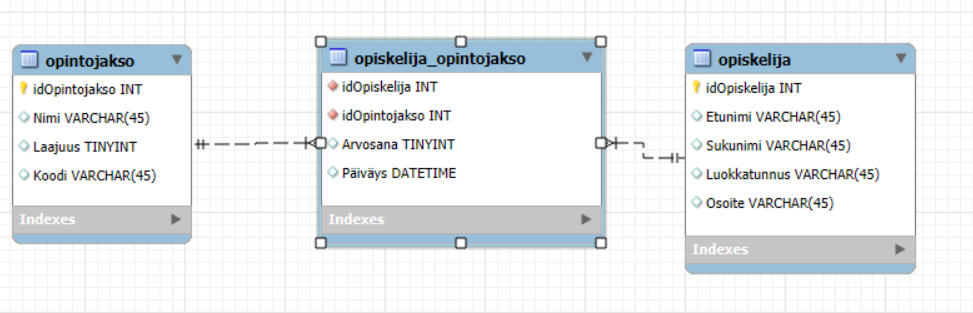 opintojakso
idOpintojakso INT
Nimi VARCHAR(45)
Laajuus TINYINT
Koodi VARCHAR(45)
Indexes
opiskelija_opintojakso
idOpiskelija INT
idOpintojakso INT
Arvosana TINYINT
Päiväys DATETIME
Indexes
opiskelija
idOpiskelija INT
Etunimi VARCHAR(45)
Sukunimi VARCHAR(45)
Luokkatunnus VARCHAR(45)
Osoite VARCHAR(45)
Indexes